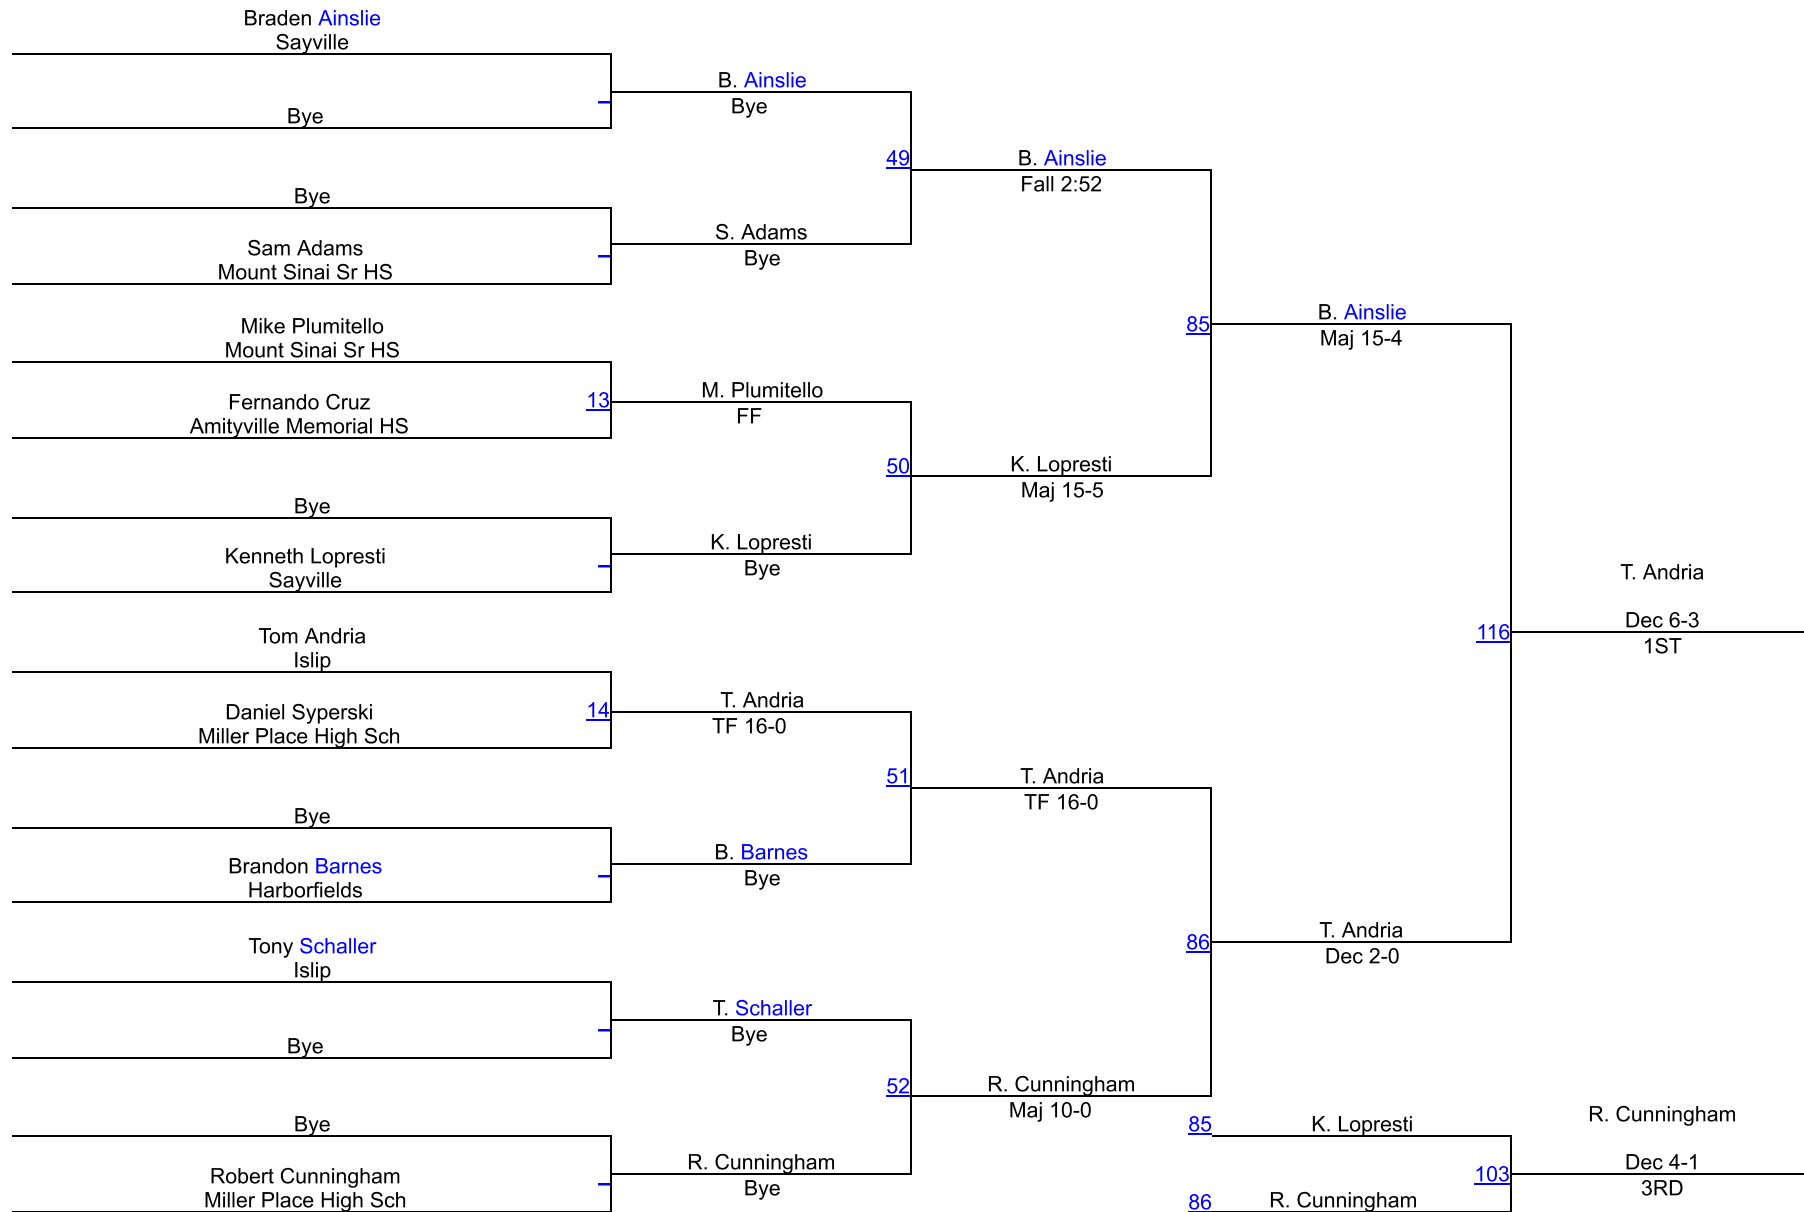 Braden Ainslie
Sayville
Bye
B. Ainslie
Bye
Bye
Sam Adams
Mount Sinai Sr HS
S. Adams
Bye
49
B. Ainslie
Fall 2:52
Mike Plumitello
Mount Sinai Sr HS
Fernando Cruz
Amityville Memorial HS
13
M. Plumitello
FF
Bye
Kenneth Lopresti
Sayville
K. Lopresti
Bye
50
K. Lopresti
Maj 15-5
85
B. Ainslie
Maj 15-4
Tom Andria
Islip
Daniel Syperski
Miller Place High Sch
14
T. Andria
TF 16-0
Bye
Brandon Barnes
Harborfields
B. Barnes
Bye
51
T. Andria
TF 16-0
Tony Schaller
Islip
Bye
T. Schaller
Bye
Bye
Robert Cunningham
Miller Place High Sch
R. Cunningham
Bye
52
R. Cunningham
Maj 10-0
86
T. Andria
Dec 2-0
116
T. Andria
Dec 6-3
1ST
85
K. Lopresti
86
R. Cunningham
103
R. Cunningham
Dec 4-1
3RD